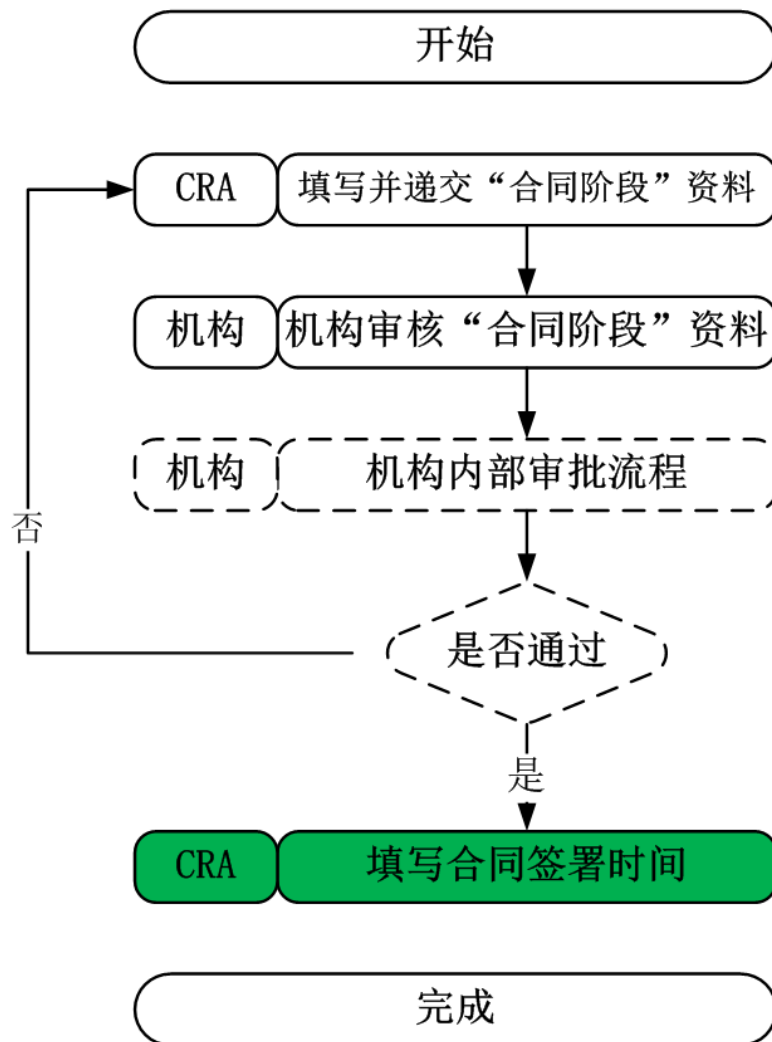 开始
CRA 填写并递交“合同阶段”资料
机构 机构审核“合同阶段”资料
机构 机构内部审批流程
否
是否通过
是
CRA 填写合同签署时间
完成